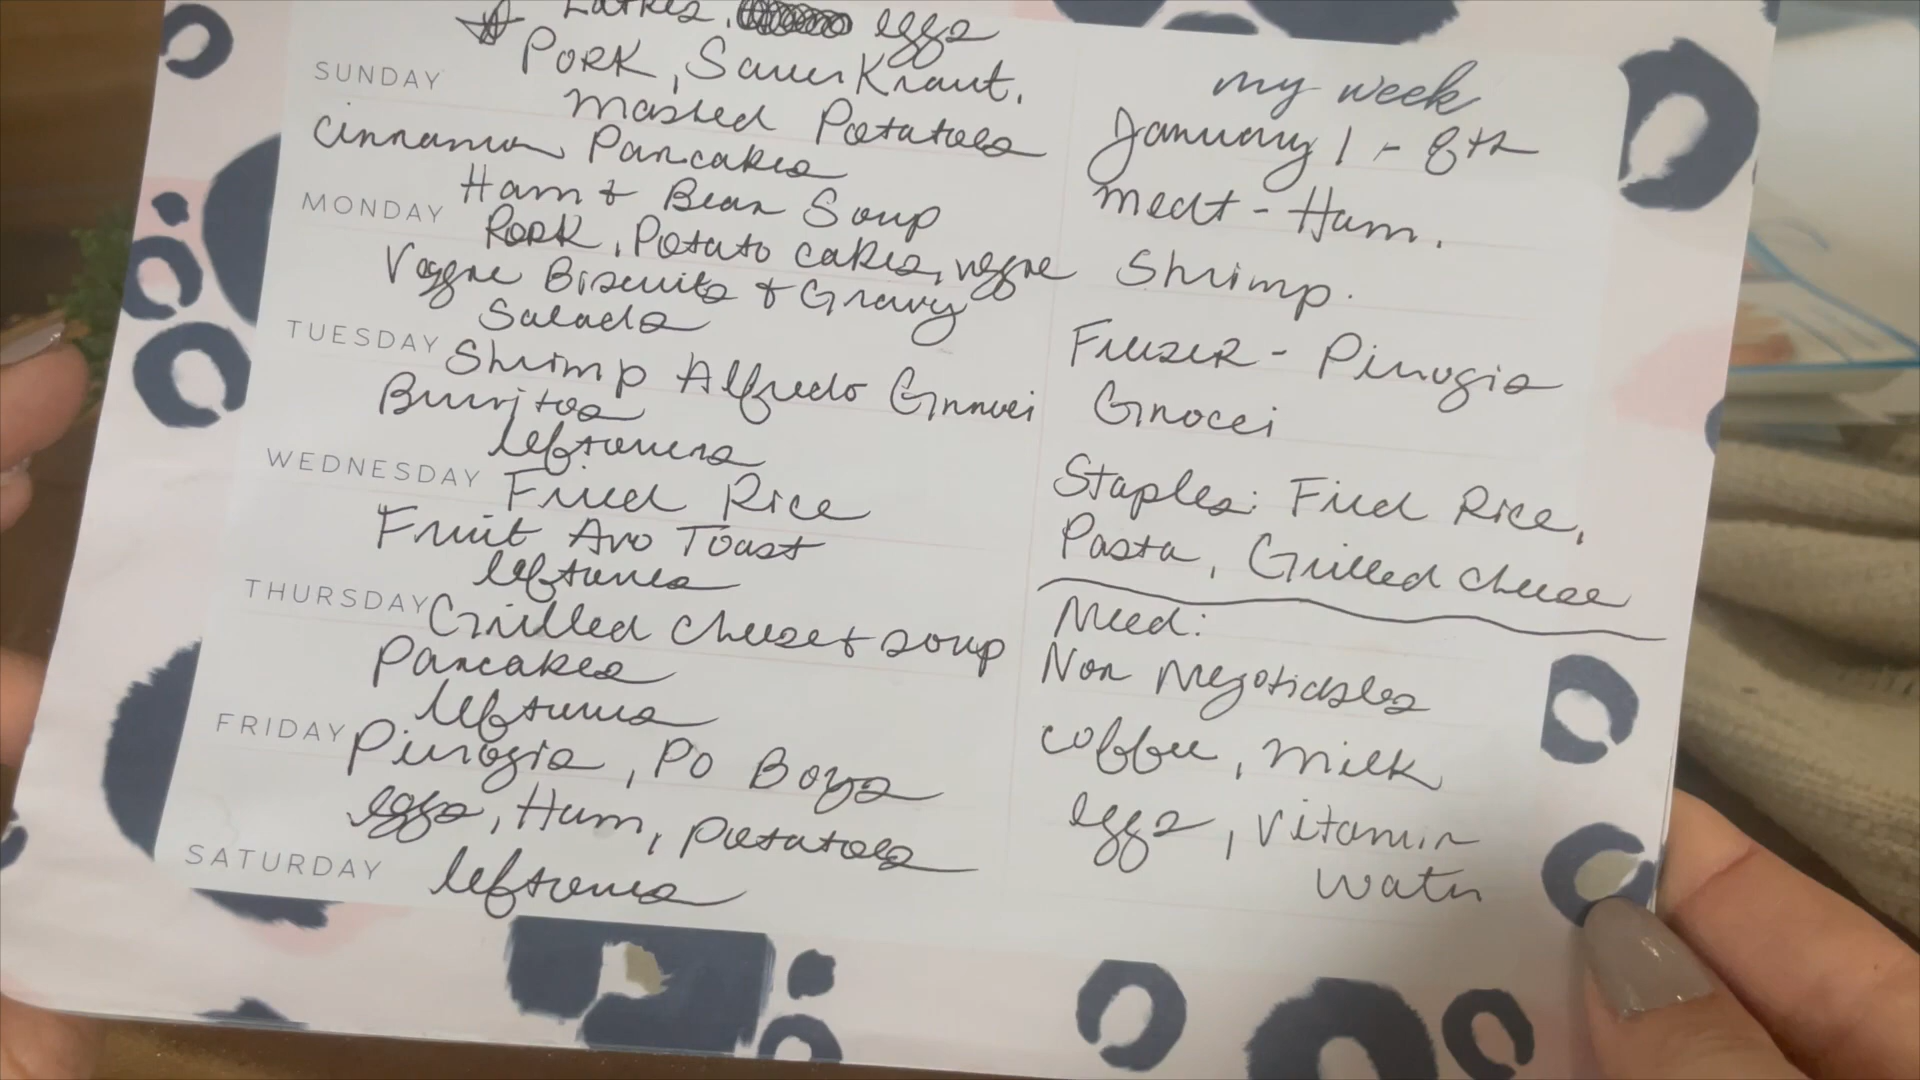 Latkes, eggs
SUNDAY Pork, SauerKraut,
Mashed Potatoes
Cinnamon Pancakes
Ham & Bean Soup
MONDAY Pork, Potato cakes, veggie
Veggie Biscuits & Gravy
Salads
TUESDAY Shrimp Alfredo
Burritos
leftovers
WEDNESDAY Fried Rice
Fruit Avo Toast
leftovers
THURSDAY Grilled cheese & soup
Pancakes
leftovers
FRIDAY Pierogis, Po Boys
eggs, Ham, potatoes
SATURDAY leftovers
my week
January 1 - 8th
Meat - Ham.
Shrimp.
Freezer - Pierogis
Gnocci
Staples: Fried Rice,
Pasta, Grilled cheese
Need:
Non Negotiables
coffee, milk
eggs, vitamin
water